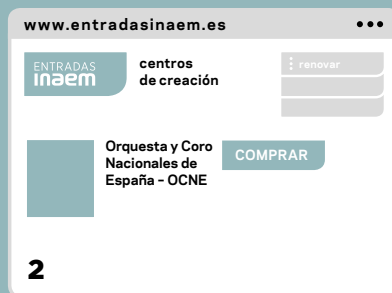 www.entradasinaem.es
ENTRADAS
inaem
centros
de creación
renovar
Orquesta y Coro
Nacionales de
España - OCNE
COMPRAR
2